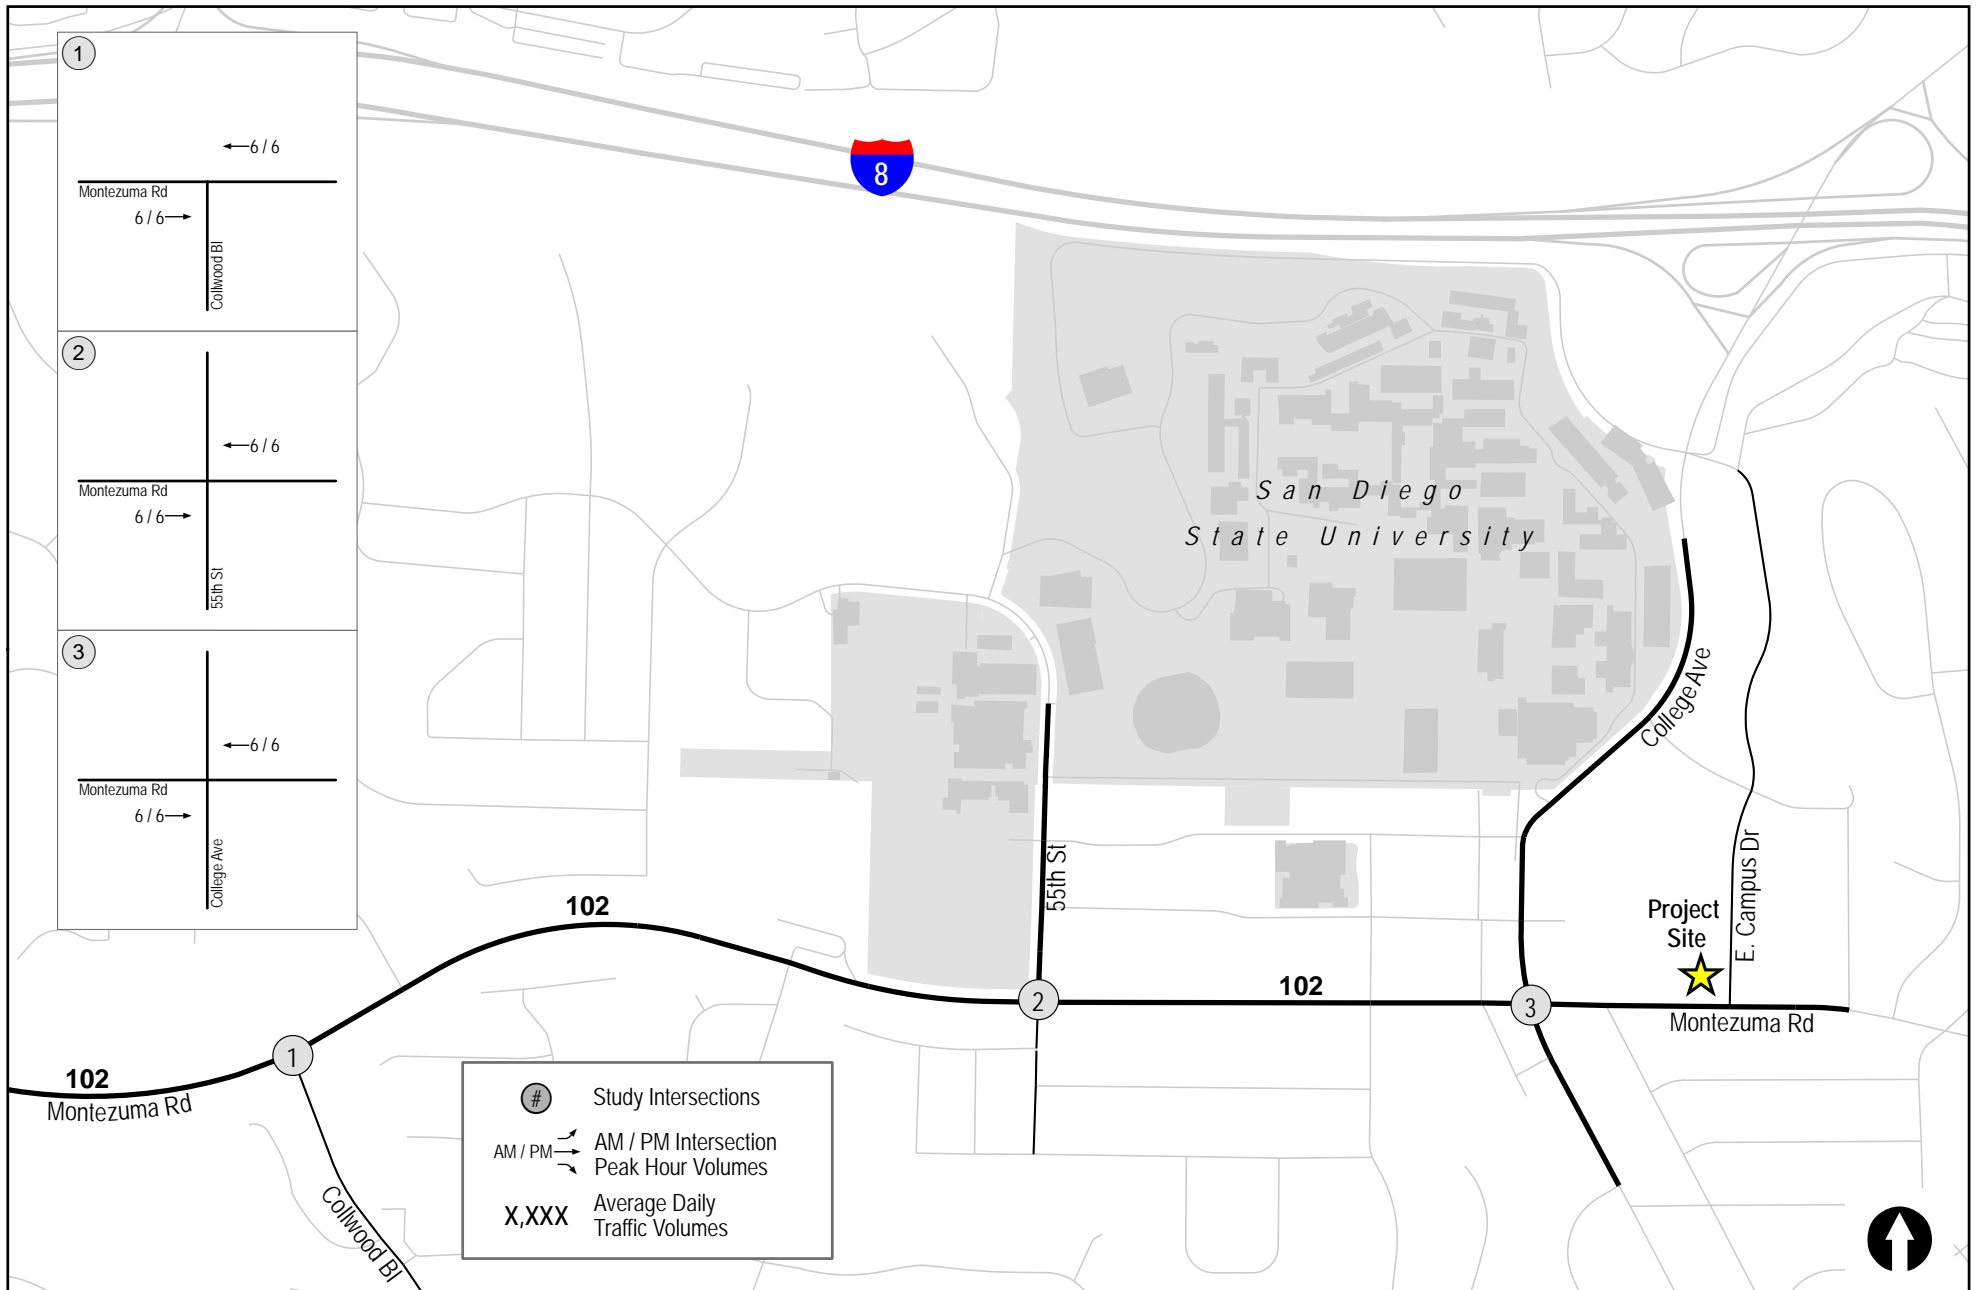 1
6 / 6
Montezuma Rd
6 / 6
Collwood Bl
2
6 / 6
Montezuma Rd
6 / 6
55th St
3
6 / 6
Montezuma Rd
6 / 6
College Ave
8
San Diego
State University
College Ave
55th St
E. Campus Dr
Project
Site
102
102
102
1
2
3
Montezuma Rd
Montezuma Rd
Collwood Bl
# Study Intersections
AM / PM AM / PM Intersection
Peak Hour Volumes
X,XXX Average Daily
Traffic Volumes